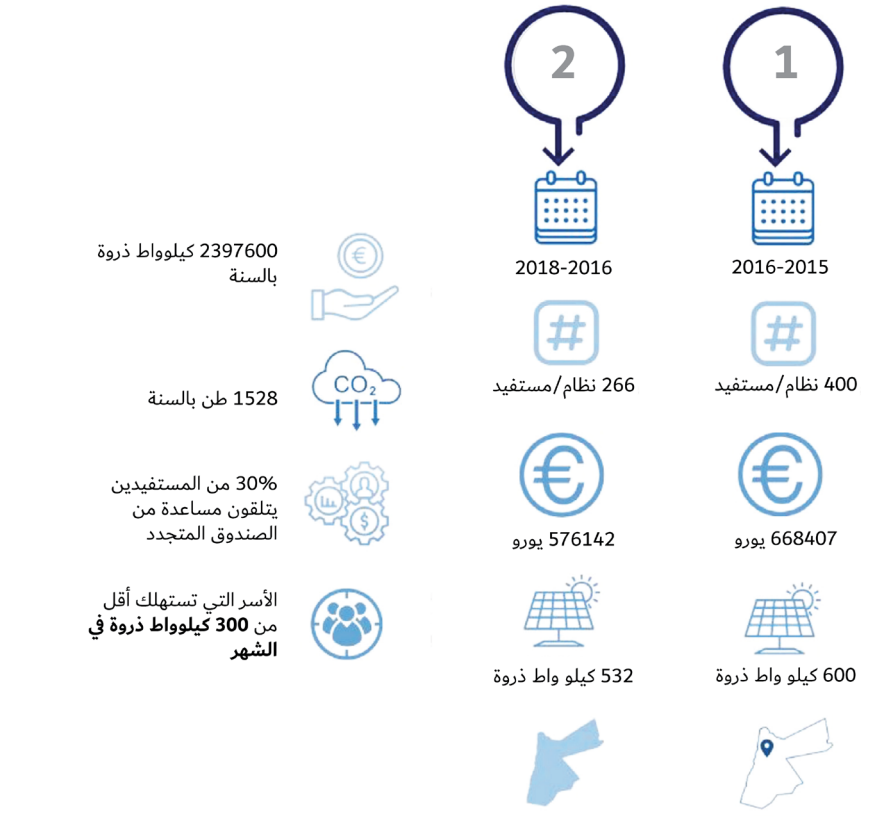 1
2
2016-2015
2018-2016
#
#
400 نظام/مستفيد
266 نظام/مستفيد
€
€
668407 يورو
576142 يورو
600 كيلو واط ذروة
532 كيلو واط ذروة
€
2397600 كيلوواط ذروة
بالسنة
CO₂
1528 طن بالسنة
$
30% من المستفيدين
يتلقون مساعدة من
الصندوق المتجدد
الأسر التي تستهلك أقل
من 300 كيلوواط ذروة في
الشهر